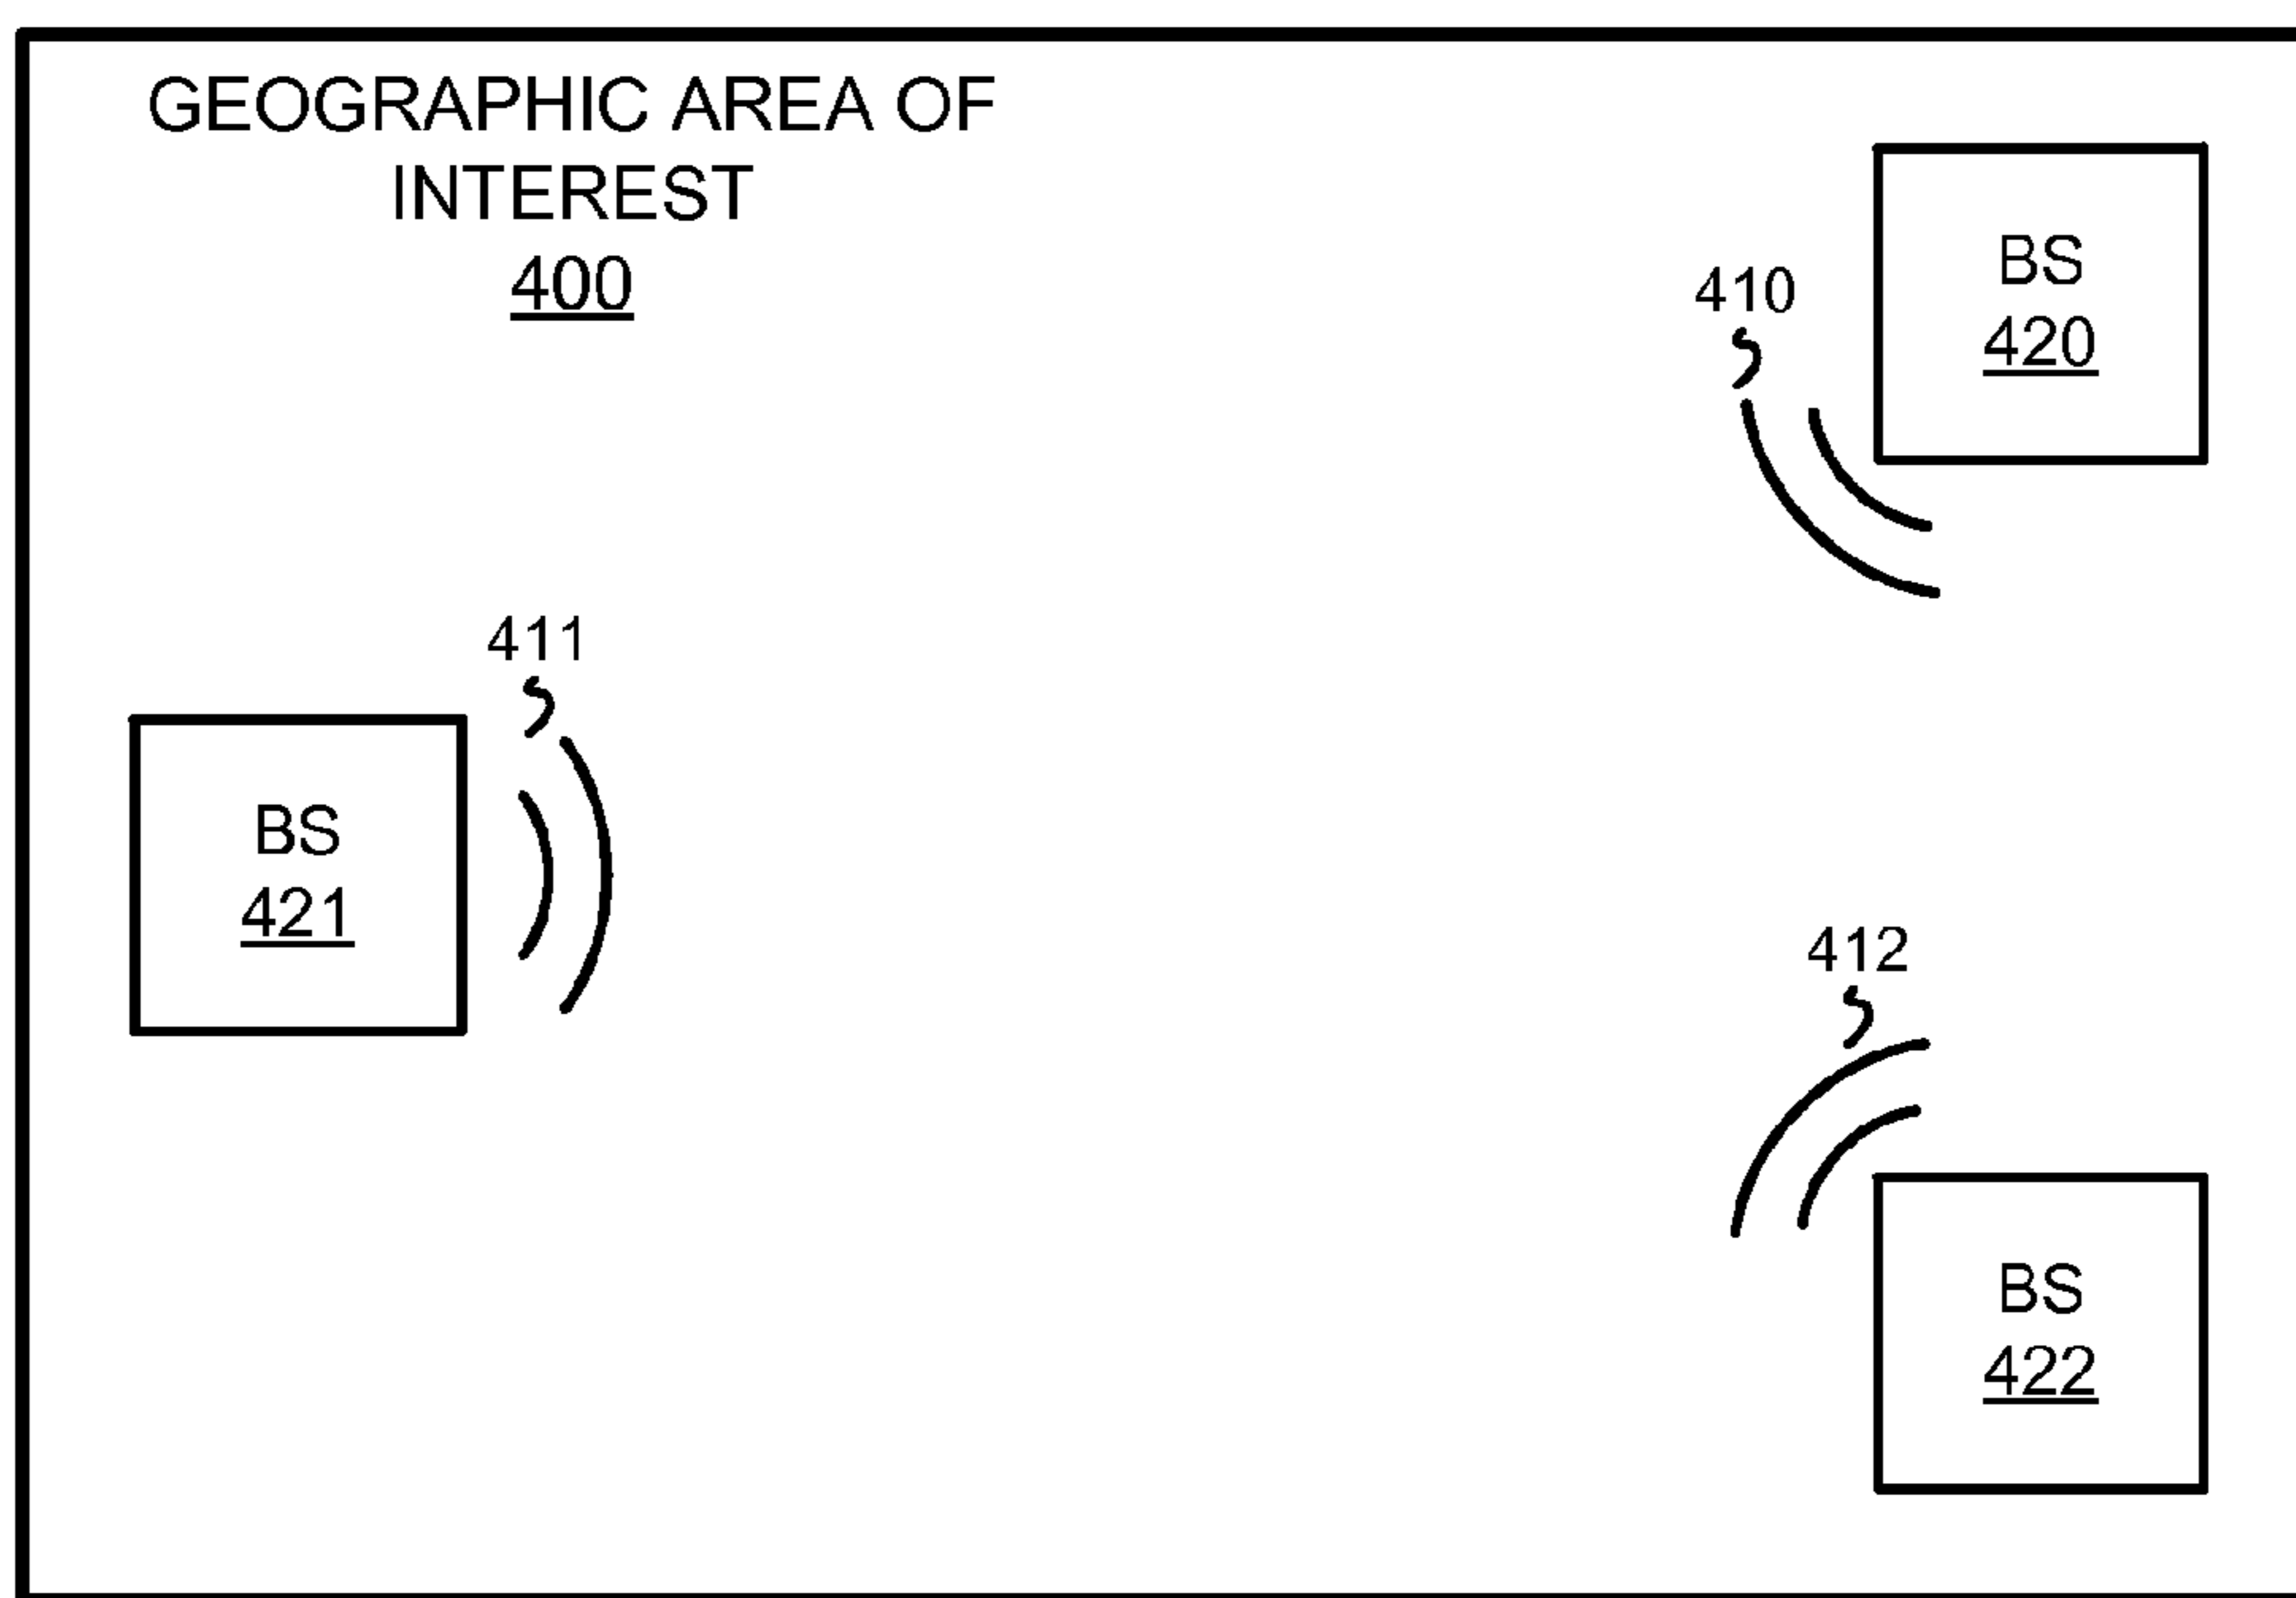 GEOGRAPHIC AREA OF
INTEREST
400
410
BS
420
411
BS
421
412
BS
422